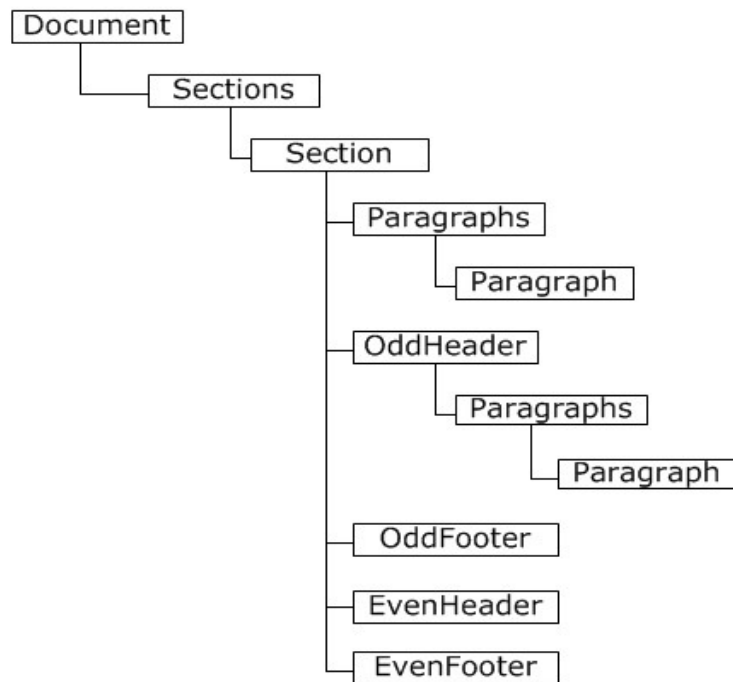 Document
Sections
Section
Paragraphs
Paragraph
OddHeader
Paragraphs
Paragraph
OddFooter
EvenHeader
EvenFooter